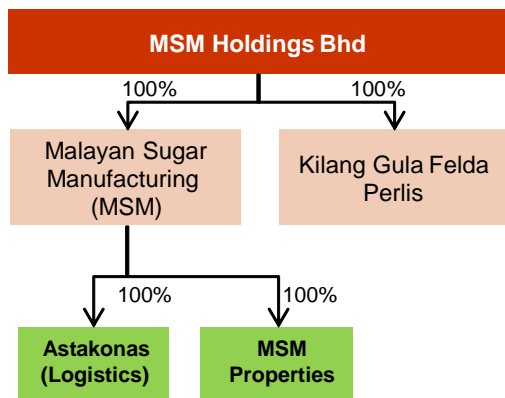 MSM Holdings Bhd
100%
100%
Malayan Sugar
Manufacturing
(MSM)
Kilang Gula Felda
Perlis
100%
100%
Astakonas
(Logistics)
MSM
Properties